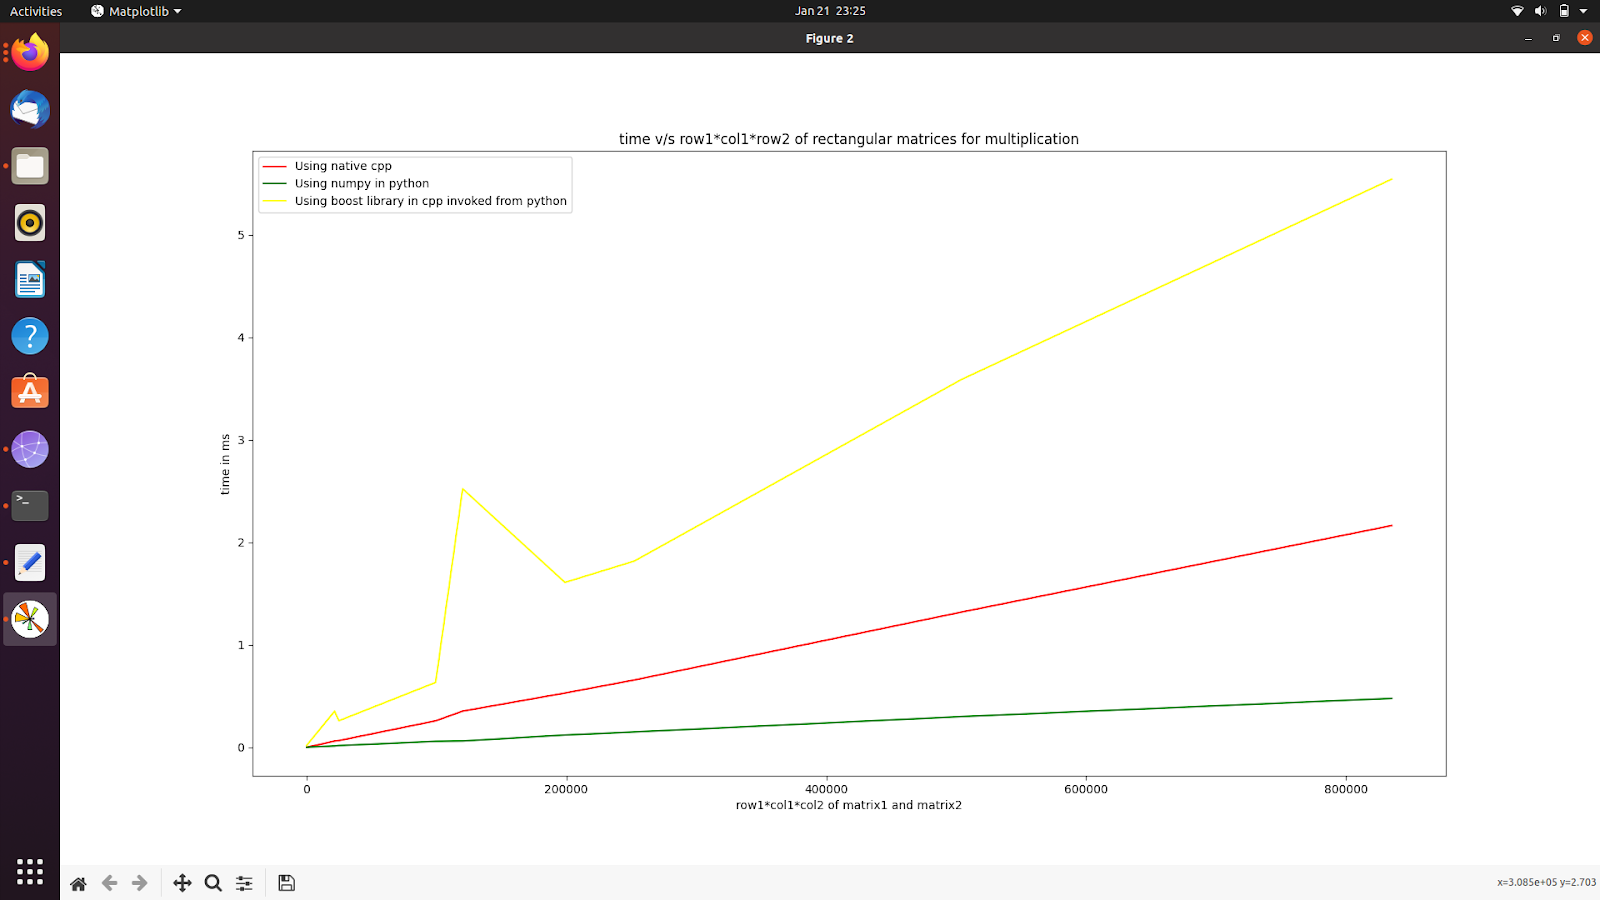 Activities Matplotlib Jan 21 23:25
Figure 2
time v/s row1*col1*row2 of rectangular matrices for multiplication
Using native cpp
Using numpy in python
Using boost library in cpp invoked from python
5
4
3
2
1
0
time in ms
0 200000 400000 600000 800000
row1*col1*col2 of matrix1 and matrix2
x=3.085e+05 y=2.703